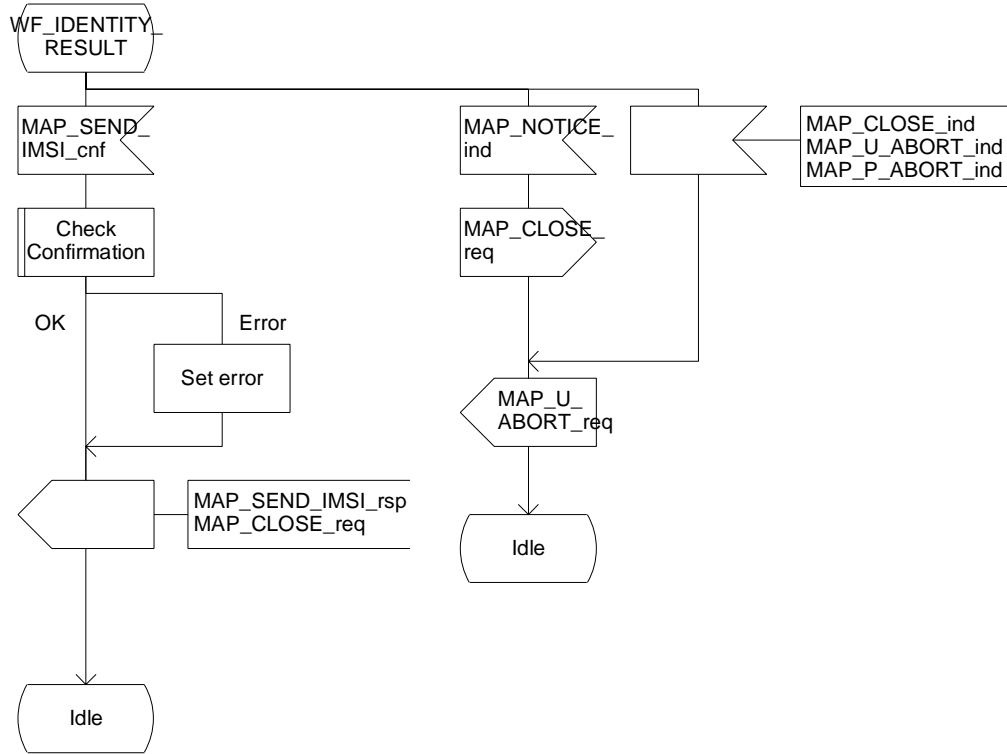 WF_IDENTITY_
RESULT
MAP_SEND_
IMSI_cnf
MAP_NOTICE_
ind
MAP_CLOSE_ind
MAP_U_ABORT_ind
MAP_P_ABORT_ind
Check
Confirmation
MAP_CLOSE_
req
OK
Error
Set error
MAP_U_
ABORT_req
MAP_SEND_IMSI_rsp
MAP_CLOSE_req
Idle
Idle